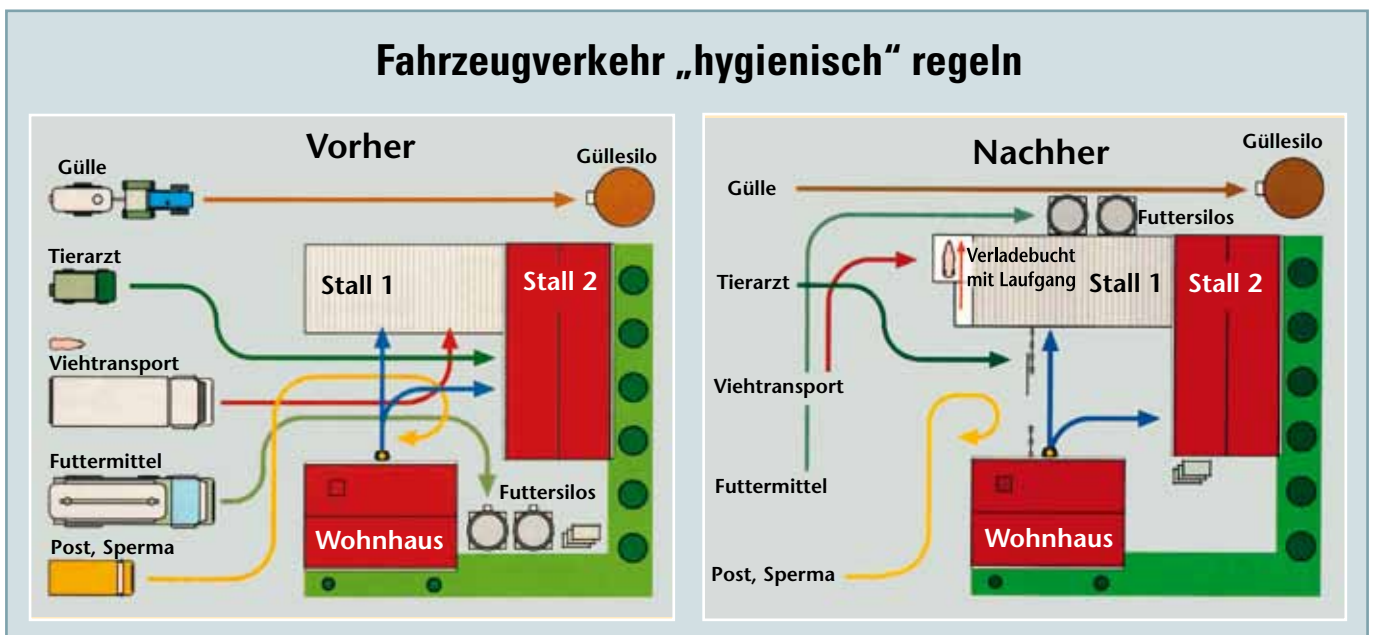 Fahrzeugverkehr „hygienisch“ regeln
Vorher
Gülle
Güllesilo
Tierarzt
Stall 1
Stall 2
Viehtransport
Futtermittel
Futtersilos
Post, Sperma
Wohnhaus
Nachher
Güllesilo
Gülle
Futtersilos
Verladebucht
mit Laufgang
Tierarzt
Stall 1
Stall 2
Viehtransport
Futtermittel
Wohnhaus
Post, Sperma